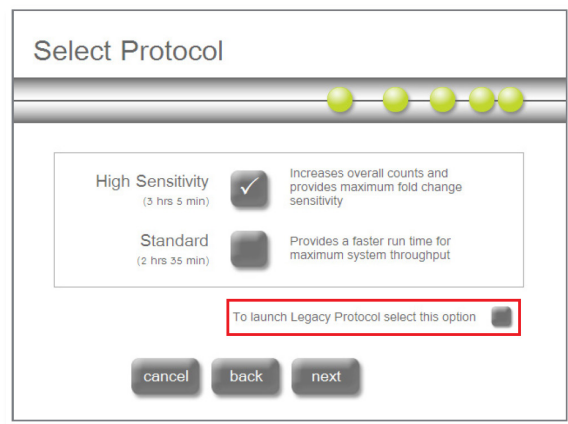 Select Protocol
High Sensitivity
(3 hrs 5 min)
Increases overall counts and
provides maximum fold change
sensitivity
Standard
(2 hrs 35 min)
Provides a faster run time for
maximum system throughput
To launch Legacy Protocol select this option
cancel back next